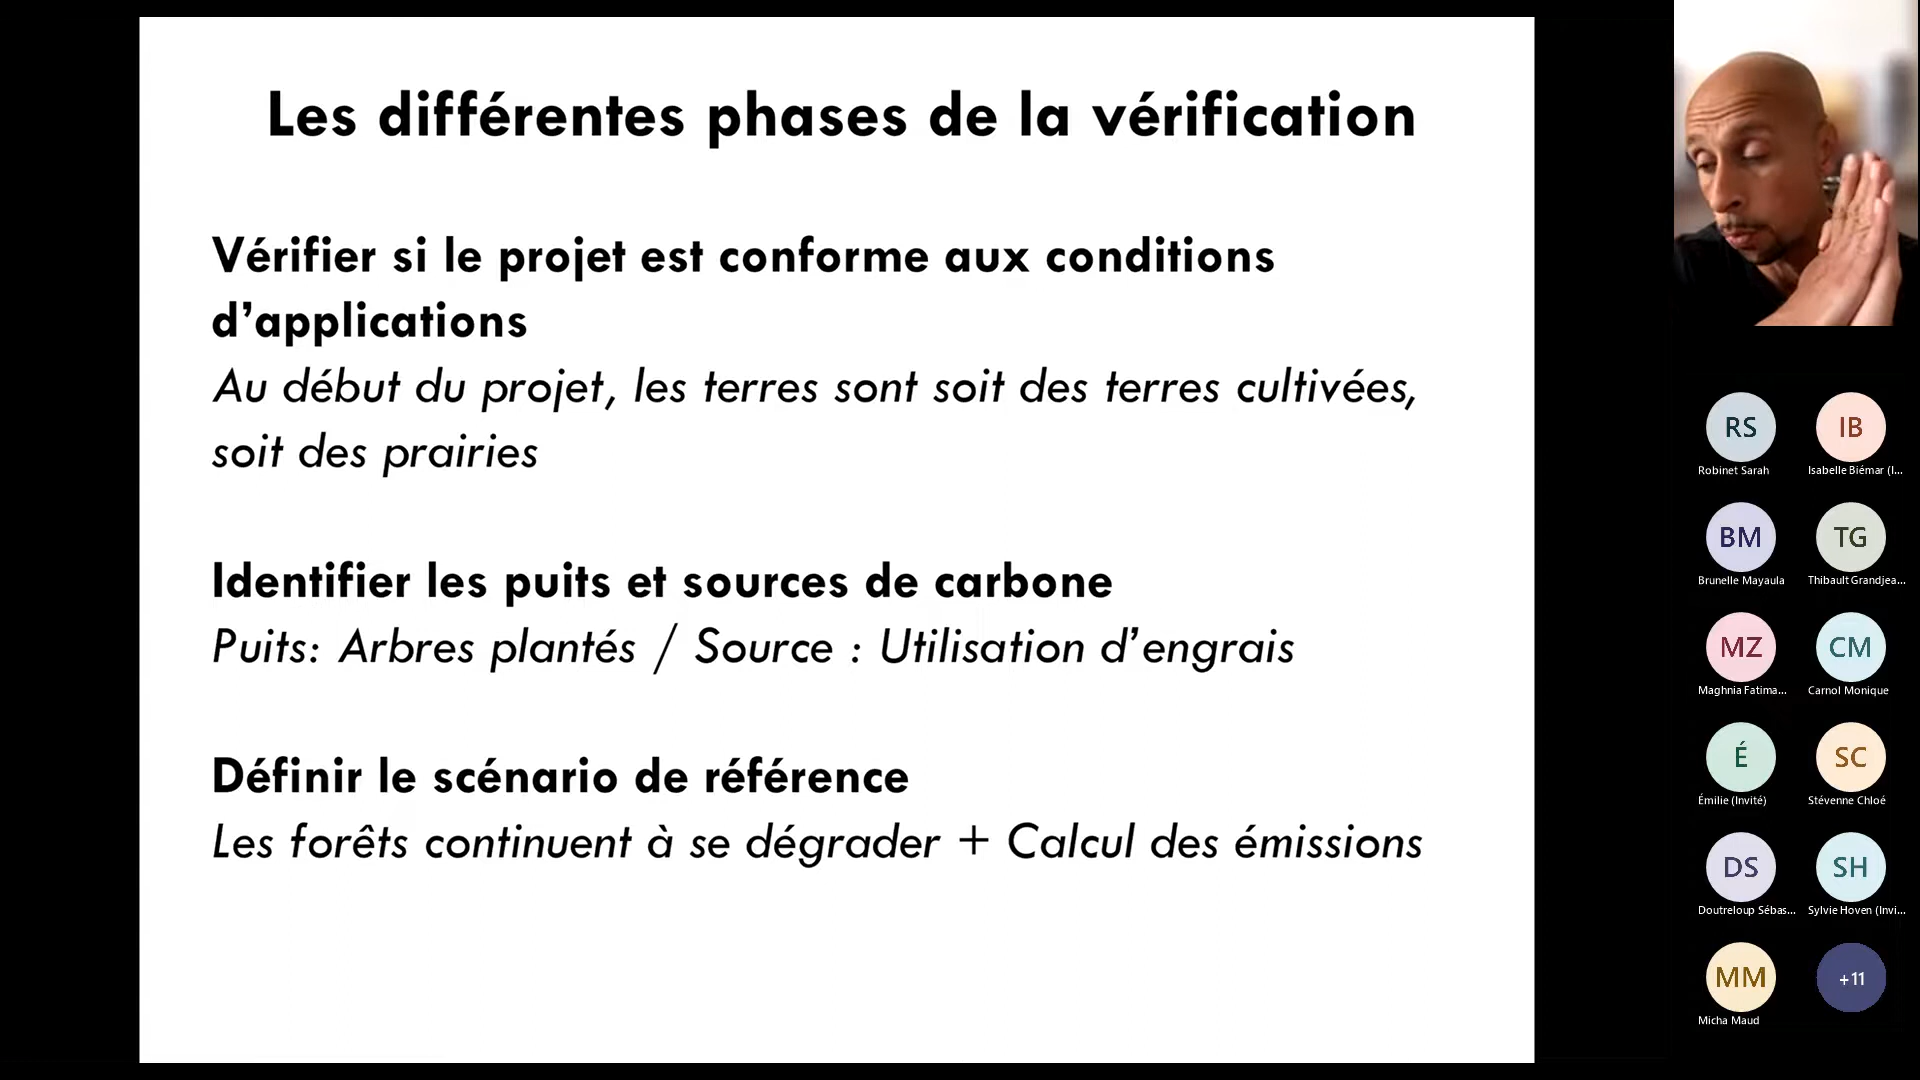 Les différentes phases de la vérification
Vérifier si le projet est conforme aux conditions
d’applications
Au début du projet, les terres sont soit des terres cultivées,
soit des prairies
Identifier les puits et sources de carbone
Puits: Arbres plantés / Source : Utilisation d’engrais
Définir le scénario de référence
Les forêts continuent à se dégrader + Calcul des émissions
RS
Robinet Sarah
IB
Isabelle Biémar (I...
BM
Brunelle Mayaula
TG
Thibault Grandjea...
MZ
Maghnia Fatima...
CM
Carnol Monique
É
Émilie (Invité)
SC
Stévenne Chloé
DS
Doutreloup Sébas...
SH
Sylvie Hoven (Invi...
MM
Micha Maud
+11